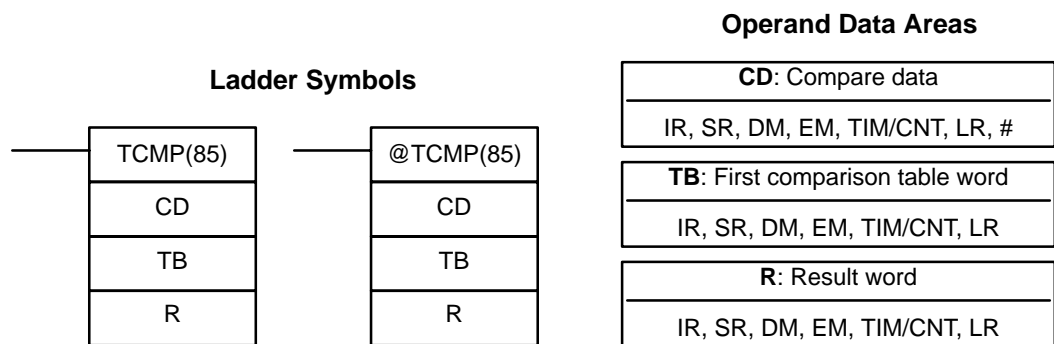 Ladder Symbols
TCMP(85)
CD
TB
R
@TCMP(85)
CD
TB
R
Operand Data Areas
CD: Compare data
IR, SR, DM, EM, TIM/CNT, LR, #
TB: First comparison table word
IR, SR, DM, EM, TIM/CNT, LR
R: Result word
IR, SR, DM, EM, TIM/CNT, LR